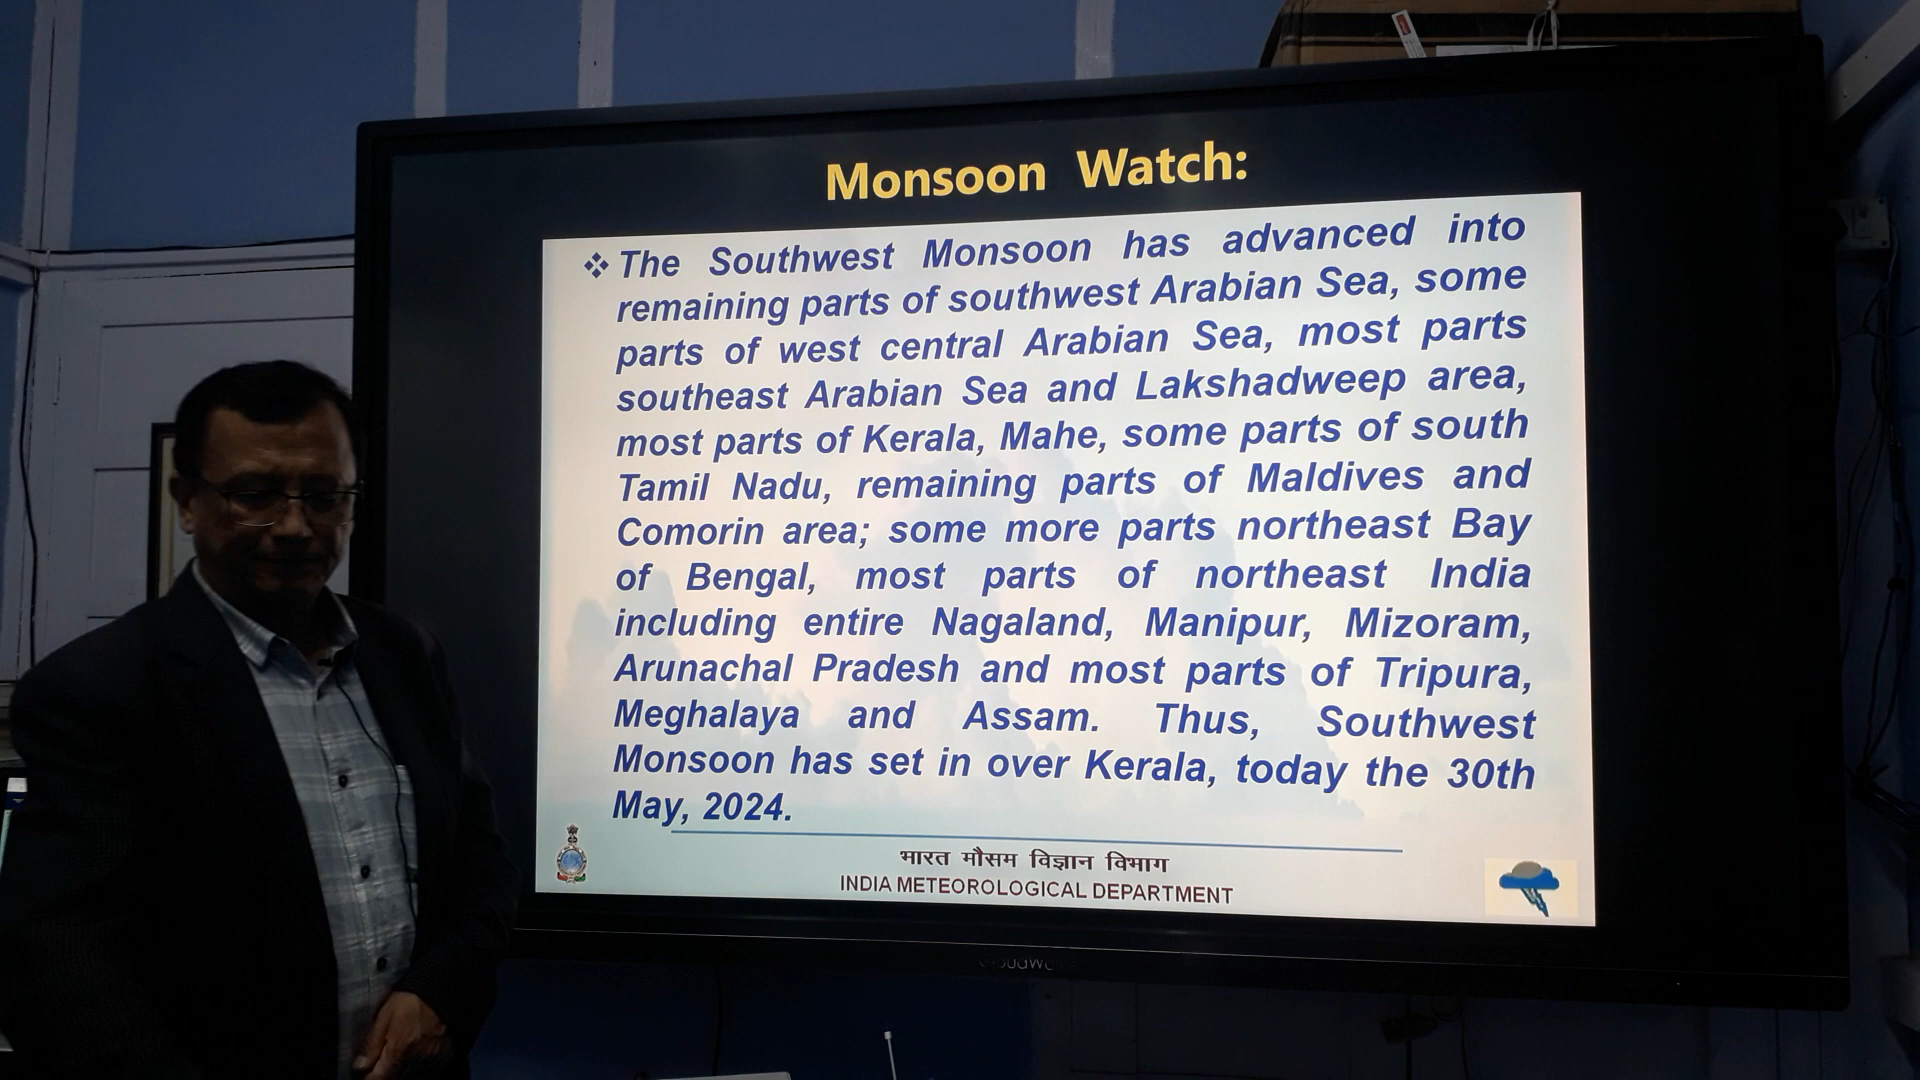 Monsoon Watch:
❖ The Southwest Monsoon has advanced into
remaining parts of southwest Arabian Sea, some
parts of west central Arabian Sea, most parts
southeast Arabian Sea and Lakshadweep area,
most parts of Kerala, Mahe, some parts of south
Tamil Nadu, remaining parts of Maldives and
Comorin area; some more parts northeast Bay
of Bengal, most parts of northeast India
including entire Nagaland, Manipur, Mizoram,
Arunachal Pradesh and most parts of Tripura,
Meghalaya and Assam. Thus, Southwest
Monsoon has set in over Kerala, today the 30th
May, 2024.
भारत मौसम विज्ञान विभाग
INDIA METEOROLOGICAL DEPARTMENT